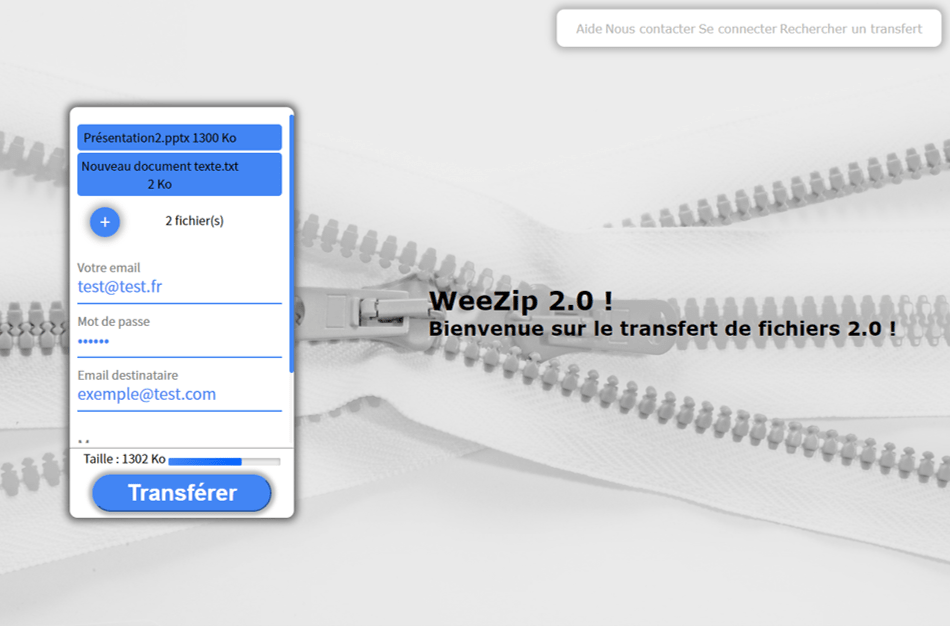 Aide Nous contacter Se connecter Rechercher un transfert
Présentation2.pptx 1300 Ko
Nouveau document texte.txt
2 Ko
+ 2 fichier(s)
Votre email
test@test.fr
Mot de passe
••••••
Email destinataire
exemple@test.com
Taille : 1302 Ko
Transférer
WeeZip 2.0 !
Bienvenue sur le transfert de fichiers 2.0 !